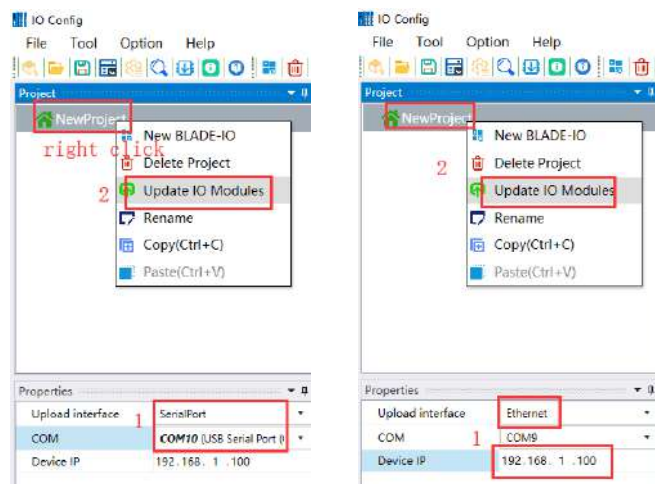 IO Config
File Tool Option Help
Project
NewProject
right click
New BLADE-IO
Delete Project
2
Update IO Modules
Rename
Copy(Ctrl+C)
Paste(Ctrl+V)
Properties
Upload interface SerialPort
1
COM COM10 (USB Serial Port (
Device IP 192.168. 1 .100
IO Config
File Tool Option Help
Project
NewProject
New BLADE-IO
2
Delete Project
Update IO Modules
Rename
Copy(Ctrl+C)
Paste(Ctrl+V)
Properties
Upload interface Ethernet
COM 1 COM9
Device IP 192.168. 1 .100